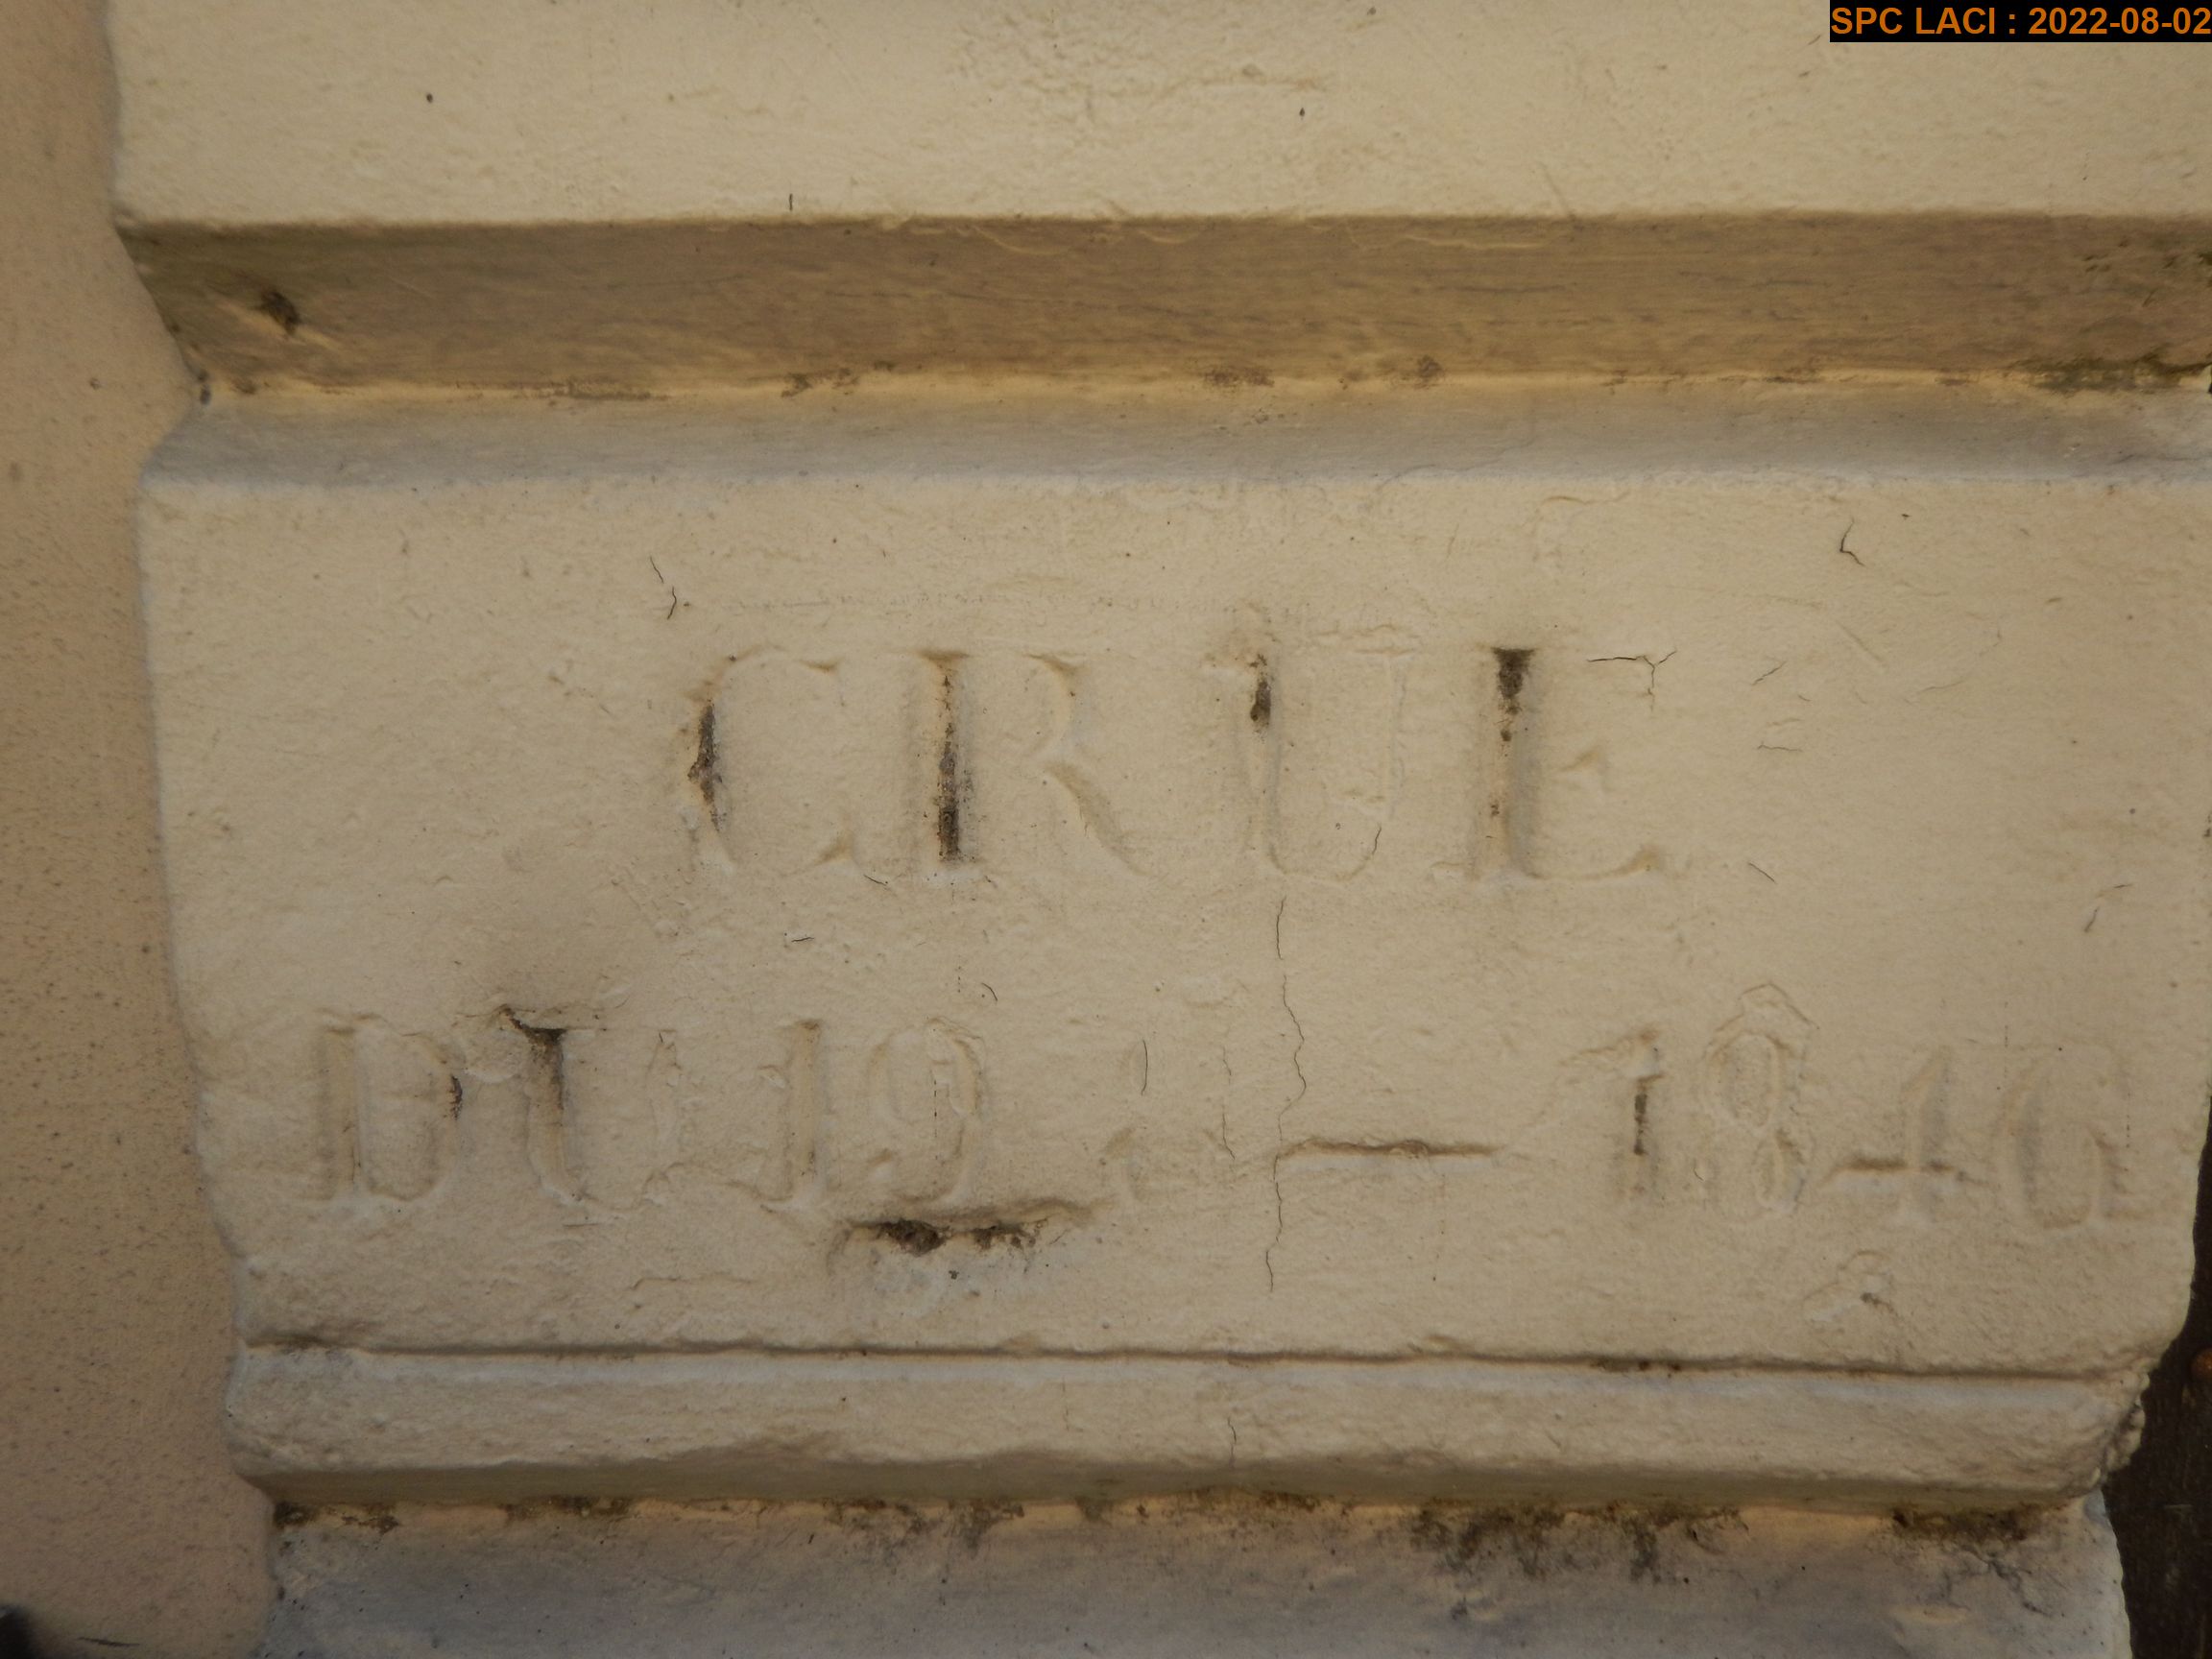 SPC LACI : 2022-08-02
CRUE
DU 19 — 1846